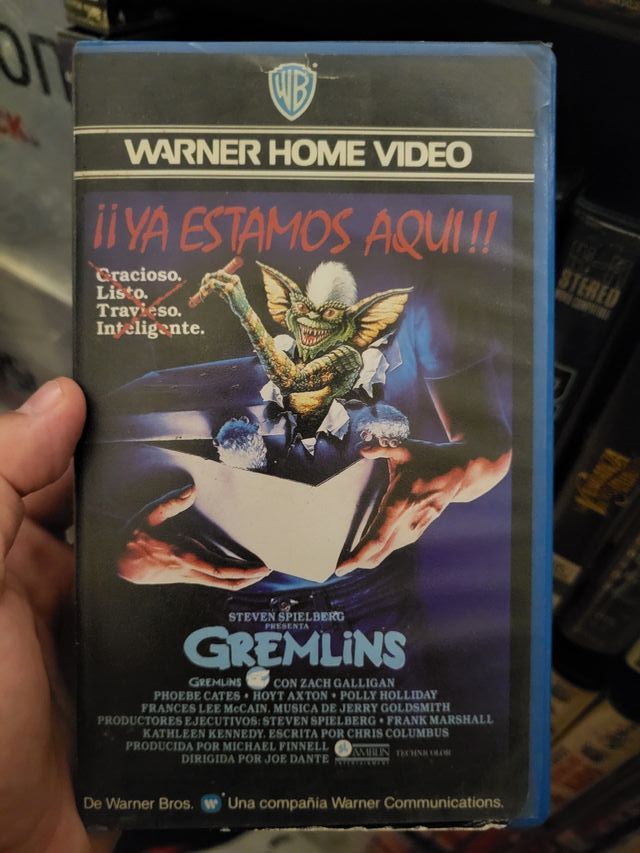 WB
WARNER HOME VIDEO
¡¡YA ESTAMOS AQUI!!
Gracioso.
Listo.
Travieso.
Inteligente.
STEVEN SPIELBERG
PRESENTA
GREMLiNS
GREMLINS CON ZACH GALLIGAN
PHOEBE CATES • HOYT AXTON • POLLY HOLLIDAY
FRANCES LEE McCAIN. MUSICA DE JERRY GOLDSMITH
PRODUCTORES EJECUTIVOS: STEVEN SPIELBERG • FRANK MARSHALL
KATHLEEN KENNEDY. ESCRITA POR CHRIS COLUMBUS
PRODUCIDA POR MICHAEL FINNELL
DIRIGIDA POR JOE DANTE
AMBLIN
ENTERTAINMENT
TECHNICOLOR
De Warner Bros. Una compañía Warner Communications.
STEREO